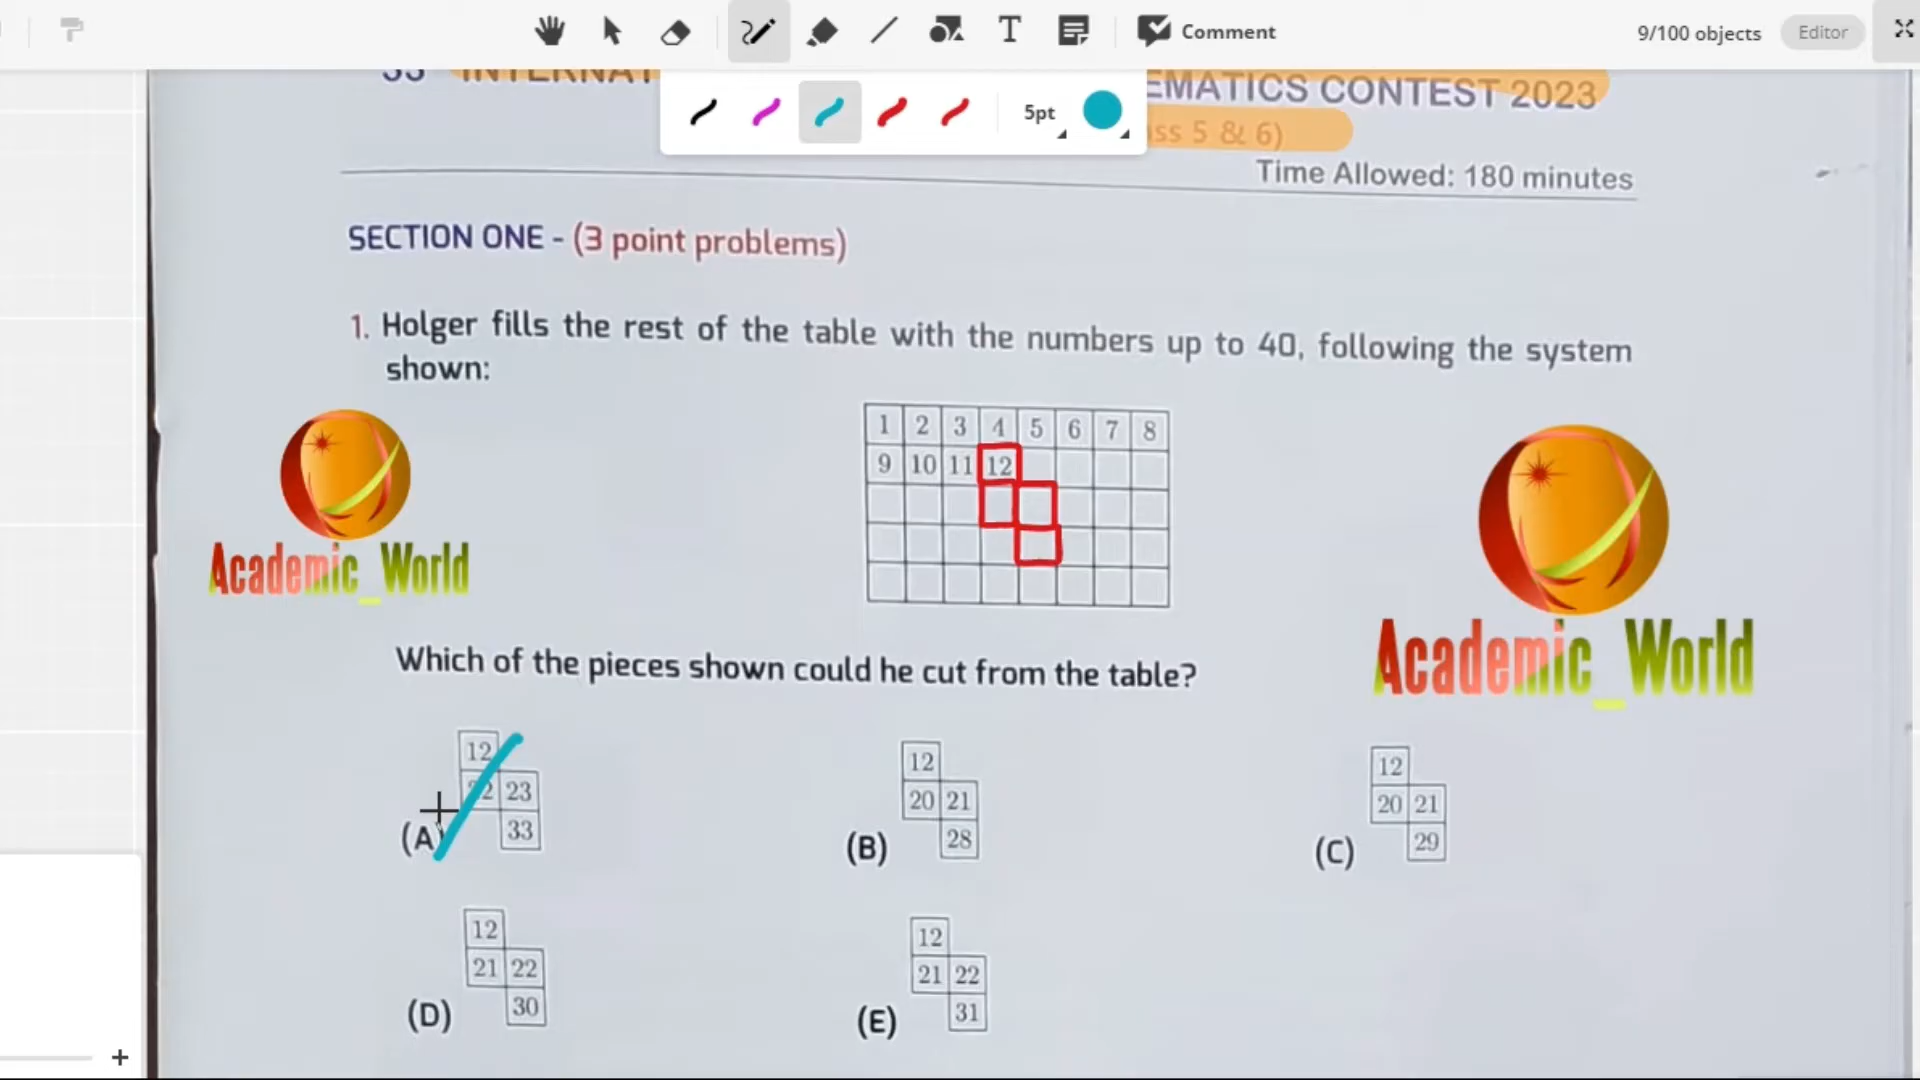 Comment
9/100 objects
Editor
EMATICS CONTEST 2023
5pt
ss 5 & 6)
Time Allowed: 180 minutes
SECTION ONE - (3 point problems)
1. Holger fills the rest of the table with the numbers up to 40, following the system
shown:
1 2 3 4 5 6 7 8
9 10 11 12
Academic_World
Academic_World
Which of the pieces shown could he cut from the table?
(A)
12
23
33
(B)
12
20 21
28
(C)
12
20 21
29
(D)
12
21 22
30
(E)
12
21 22
31